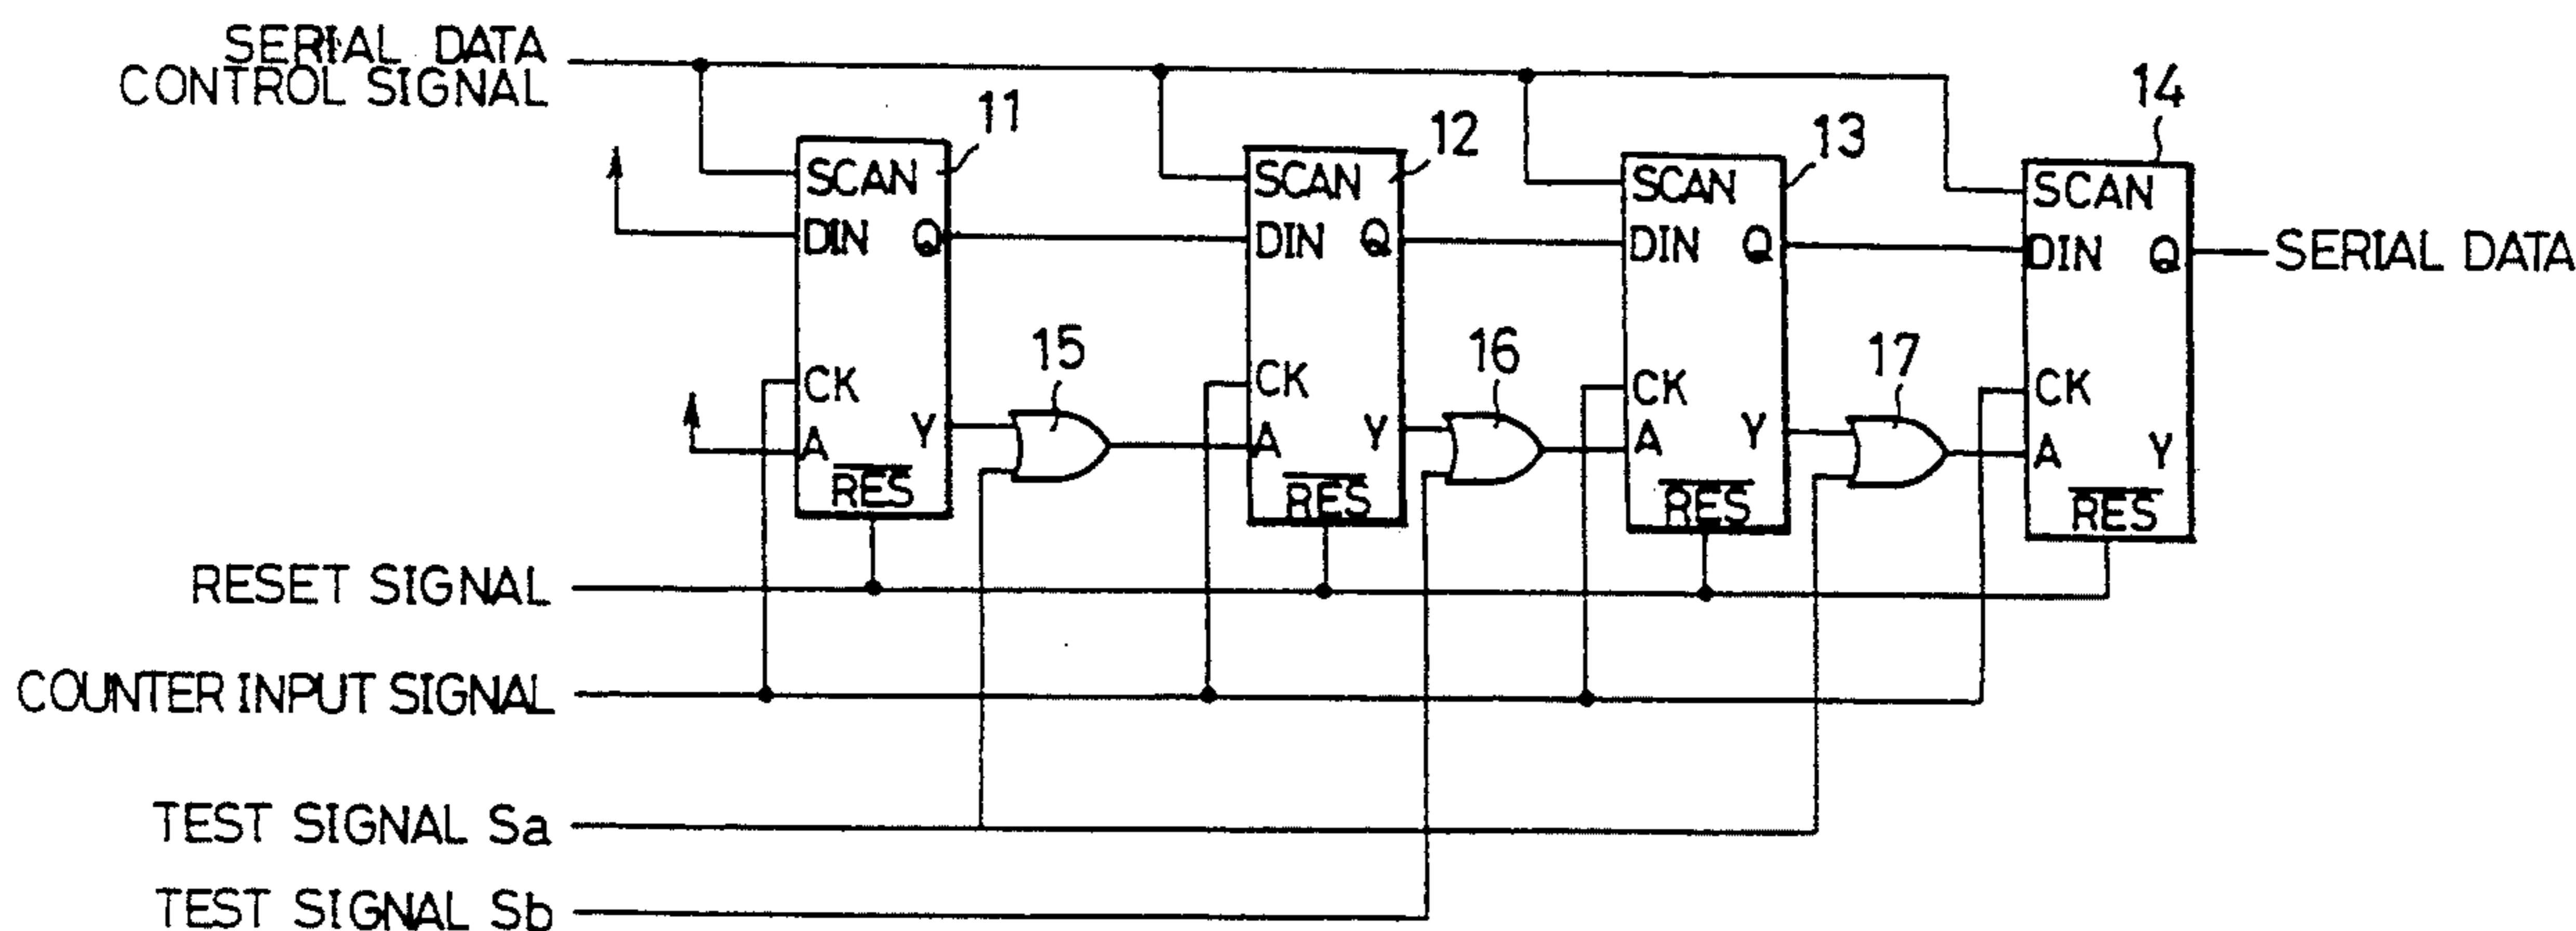 SERIAL DATA
CONTROL SIGNAL
11
12
13
14
SCAN
SCAN
SCAN
SCAN
DIN Q
DIN Q
DIN Q
DIN Q
SERIAL DATA
15
16
17
CK
CK
CK
CK
A Y
A Y
A Y
A Y
RES
RES
RES
RES
RESET SIGNAL
COUNTER INPUT SIGNAL
TEST SIGNAL Sa
TEST SIGNAL Sb